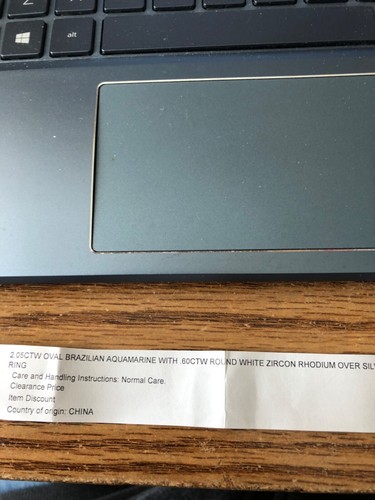 alt
2.05CTW OVAL BRAZILIAN AQUAMARINE WITH .60CTW ROUND WHITE ZIRCON RHODIUM OVER
RING
Care and Handling Instructions: Normal Care.
Clearance Price
Item Discount
Country of origin: CHINA